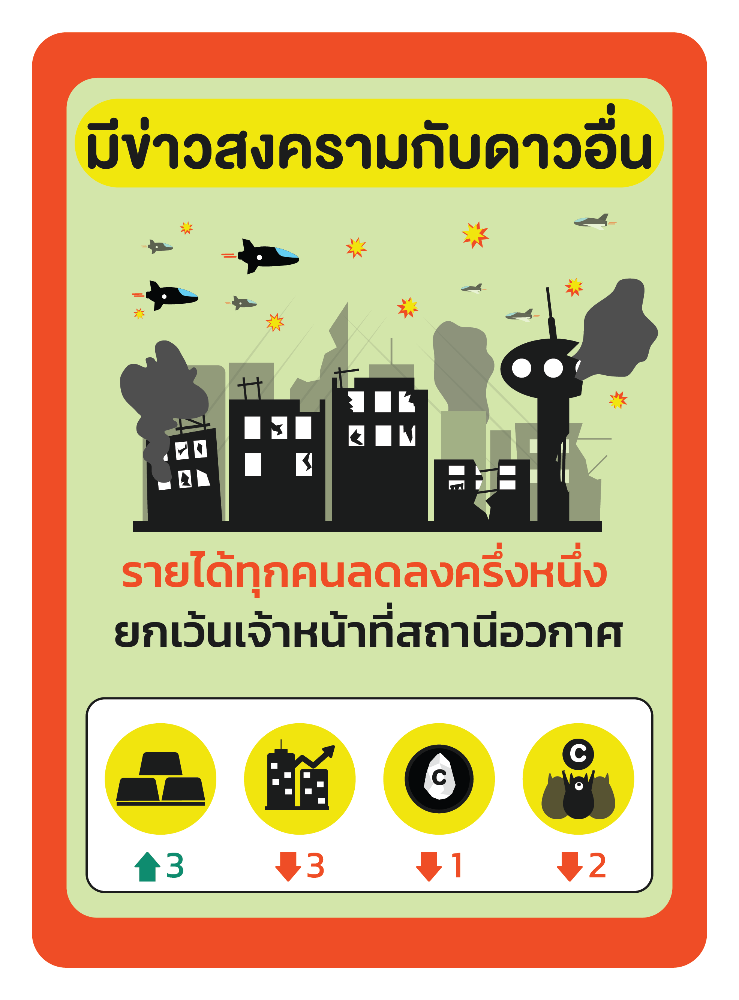 มีข่าวสงครามกับดาวอื่น
รายได้ทุกคนลดลงครึ่งหนึ่ง
ยกเว้นเจ้าหน้าที่สถานีอวกาศ
C C
3 3 1 2